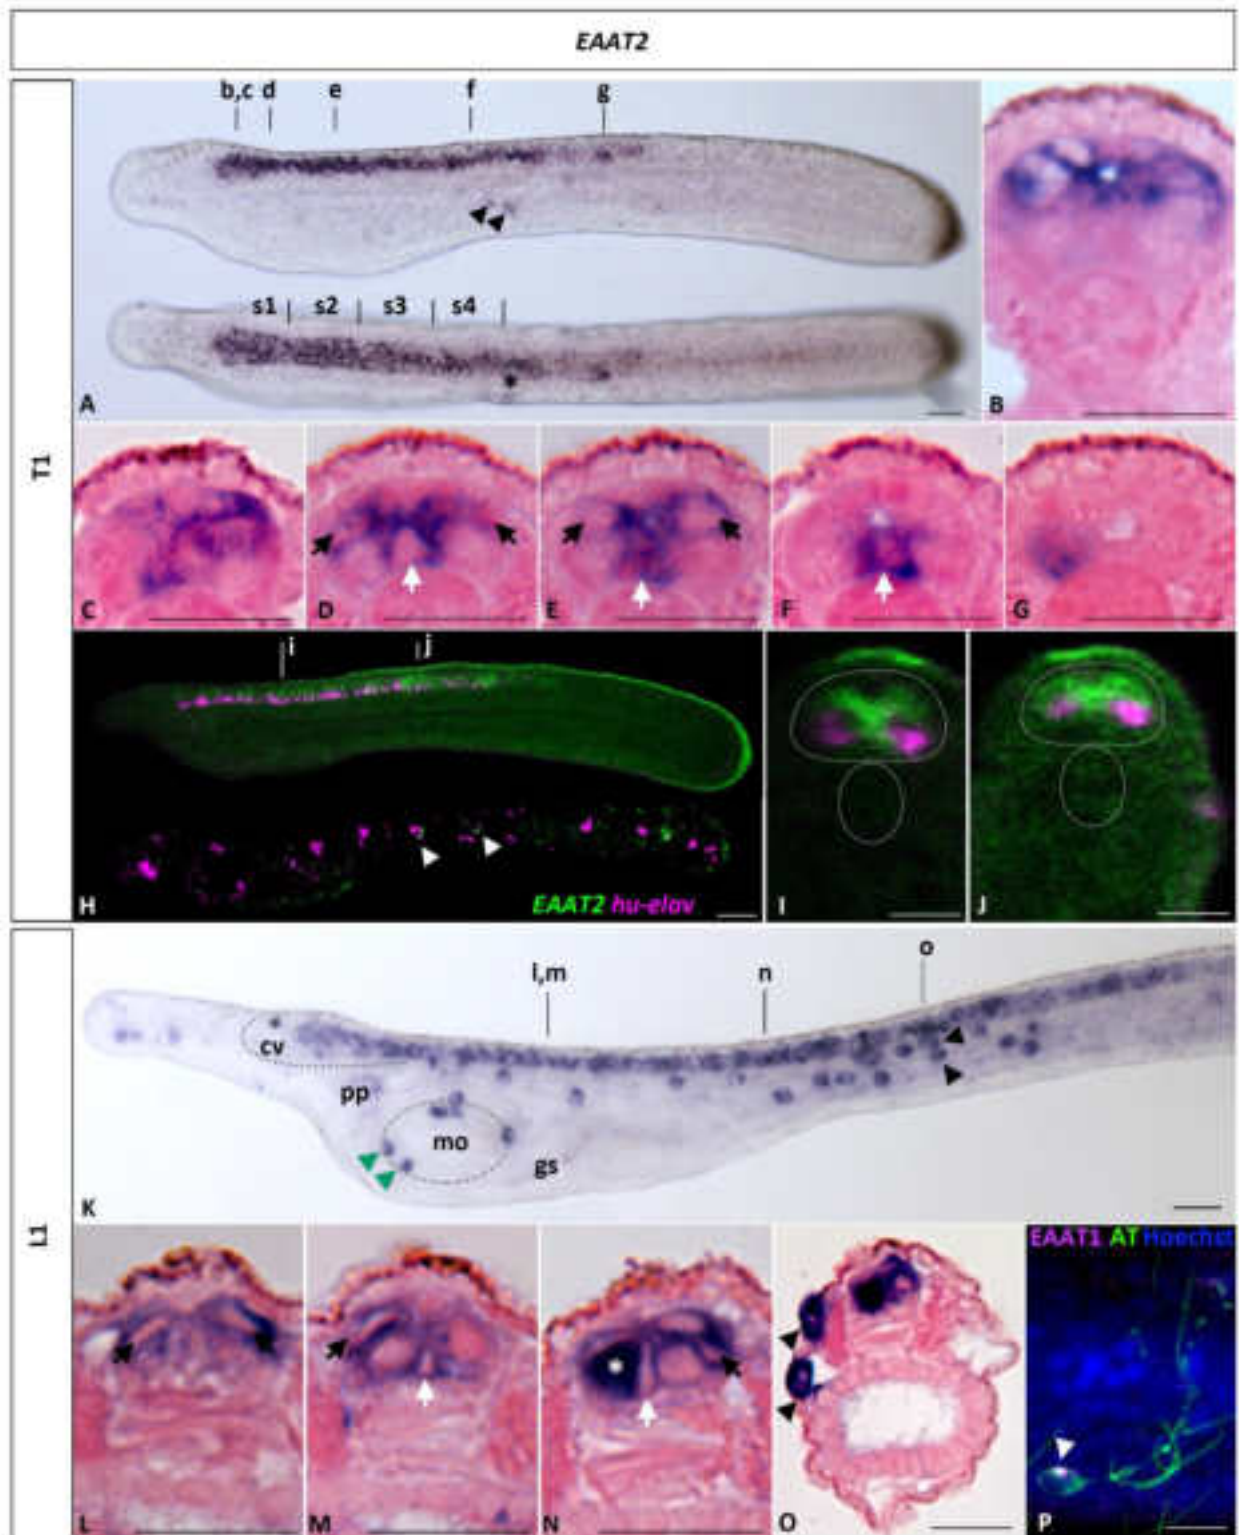 EAAT2
T1
b,c d e f g
s1 s2 s3 s4
A
B
C
D
E
F
G
i j
H
EAAT2 hu-elav
I
J
L1
i,m n o
cv
pp
mo
gs
K
L
M
N
O
EAAT1 AT Hoechst
P